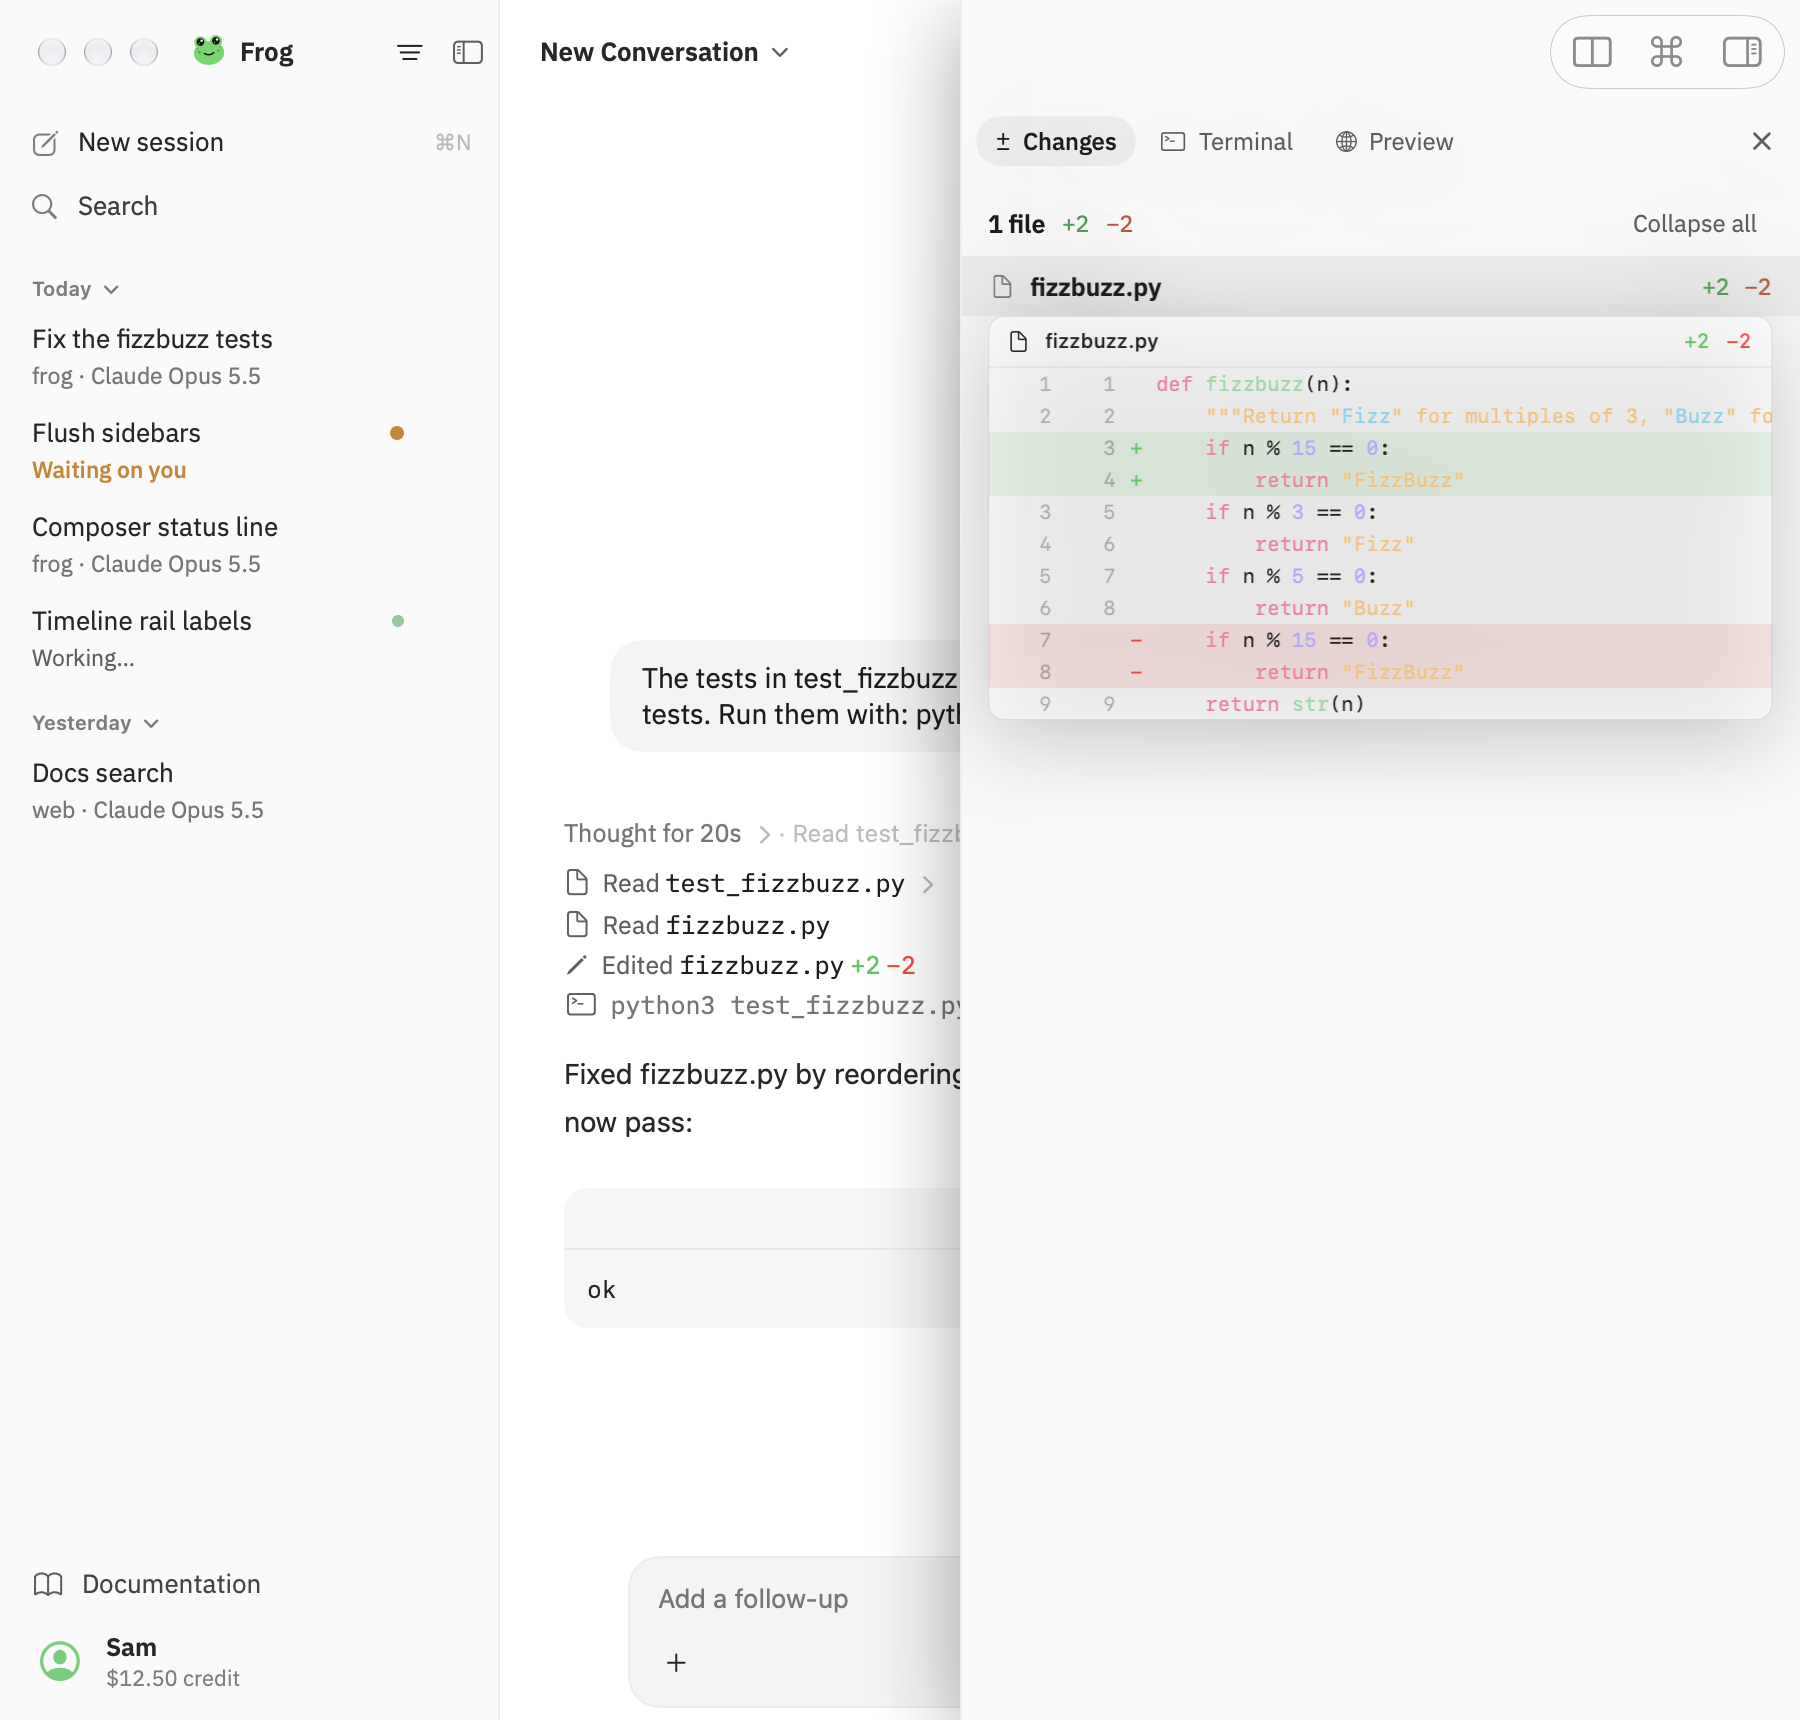 Frog
New session ⌘N
Search
Today
Fix the fizzbuzz tests
frog · Claude Opus 5.5
Flush sidebars
Waiting on you
Composer status line
frog · Claude Opus 5.5
Timeline rail labels
Working...
Yesterday
Docs search
web · Claude Opus 5.5
Documentation
Sam
$12.50 credit
New Conversation
The tests in test_fizzbuzz
tests. Run them with: pyth
Thought for 20s · Read test_fizzb
Read test_fizzbuzz.py
Read fizzbuzz.py
Edited fizzbuzz.py +2 −2
python3 test_fizzbuzz.py
Fixed fizzbuzz.py by reordering
now pass:
ok
Add a follow-up
± Changes Terminal Preview
1 file +2 −2 Collapse all
fizzbuzz.py +2 −2
fizzbuzz.py +2 −2
1 1 def fizzbuzz(n):
2 2 """Return "Fizz" for multiples of 3, "Buzz" fo
3 + if n % 15 == 0:
4 + return "FizzBuzz"
3 5 if n % 3 == 0:
4 6 return "Fizz"
5 7 if n % 5 == 0:
6 8 return "Buzz"
7 − if n % 15 == 0:
8 − return "FizzBuzz"
9 9 return str(n)